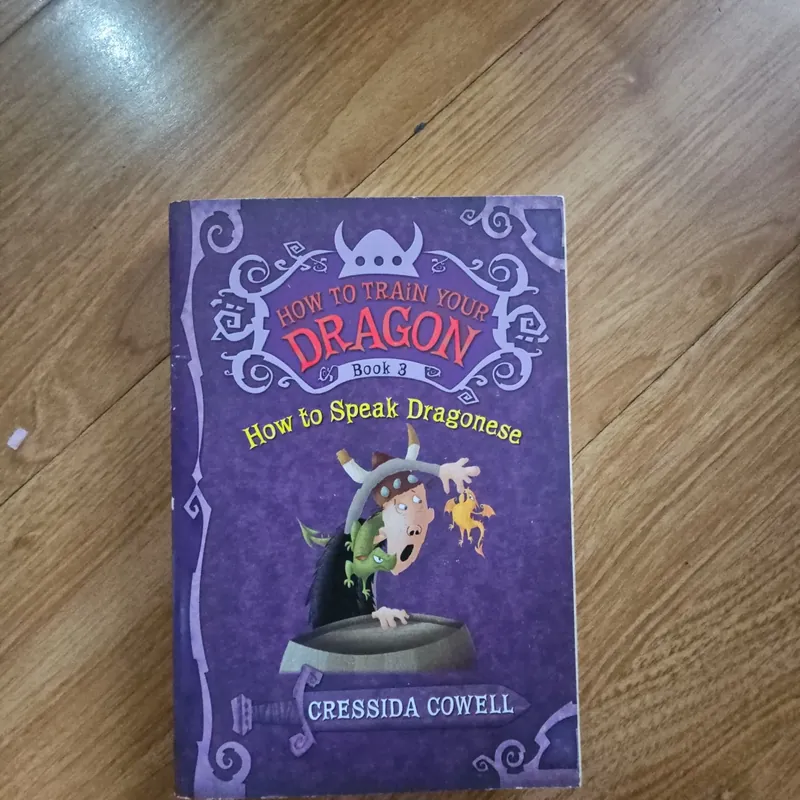 HOW TO TRAiN YOUR
DRAGON
Book 3
How to Speak Dragonese
CRESSIDA COWELL